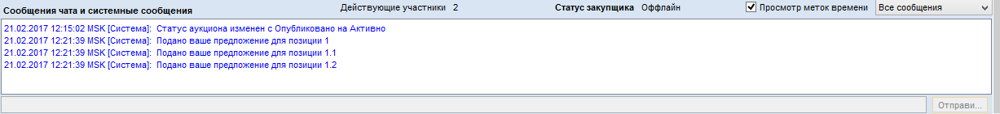 Сообщения чата и системные сообщения Действующие участники 2 Статус закупщика Оффлайн Просмотр меток времени Все сообщения
21.02.2017 12:15:02 MSK [Система]: Статус аукциона изменен с Опубликовано на Активно
21.02.2017 12:21:39 MSK [Система]: Подано ваше предложение для позиции 1
21.02.2017 12:21:39 MSK [Система]: Подано ваше предложение для позиции 1.1
21.02.2017 12:21:39 MSK [Система]: Подано ваше предложение для позиции 1.2
Отправи...